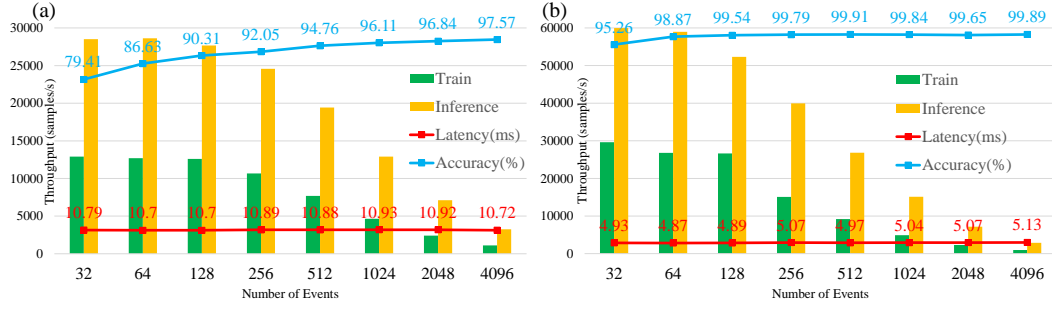 (a)
30000
25000
20000
15000
10000
5000
0
Throughput (samples/s)
79.41 86.63 90.31 92.05 94.76 96.11 96.84 97.57
Train
Inference
Latency(ms)
Accuracy(%)
10.79 10.7 10.7 10.89 10.88 10.93 10.92 10.72
32 64 128 256 512 1024 2048 4096
Number of Events
(b)
60000
50000
40000
30000
20000
10000
0
Throughput (samples/s)
95.26 98.87 99.54 99.79 99.91 99.84 99.65 99.89
Train
Inference
Latency(ms)
Accuracy(%)
4.93 4.87 4.89 5.07 4.97 5.04 5.07 5.13
32 64 128 256 512 1024 2048 4096
Number of Events